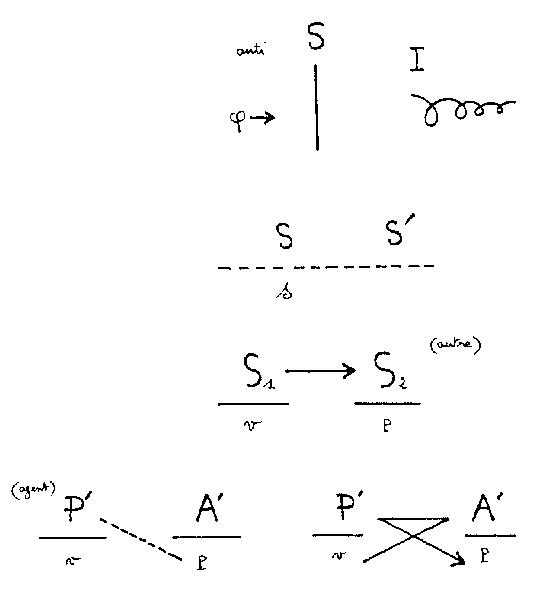 anti S I
φ→
S S′
s
S₁ → S₂ (autre)
v p
(agent) P′ A′ P′ A′
v p v p